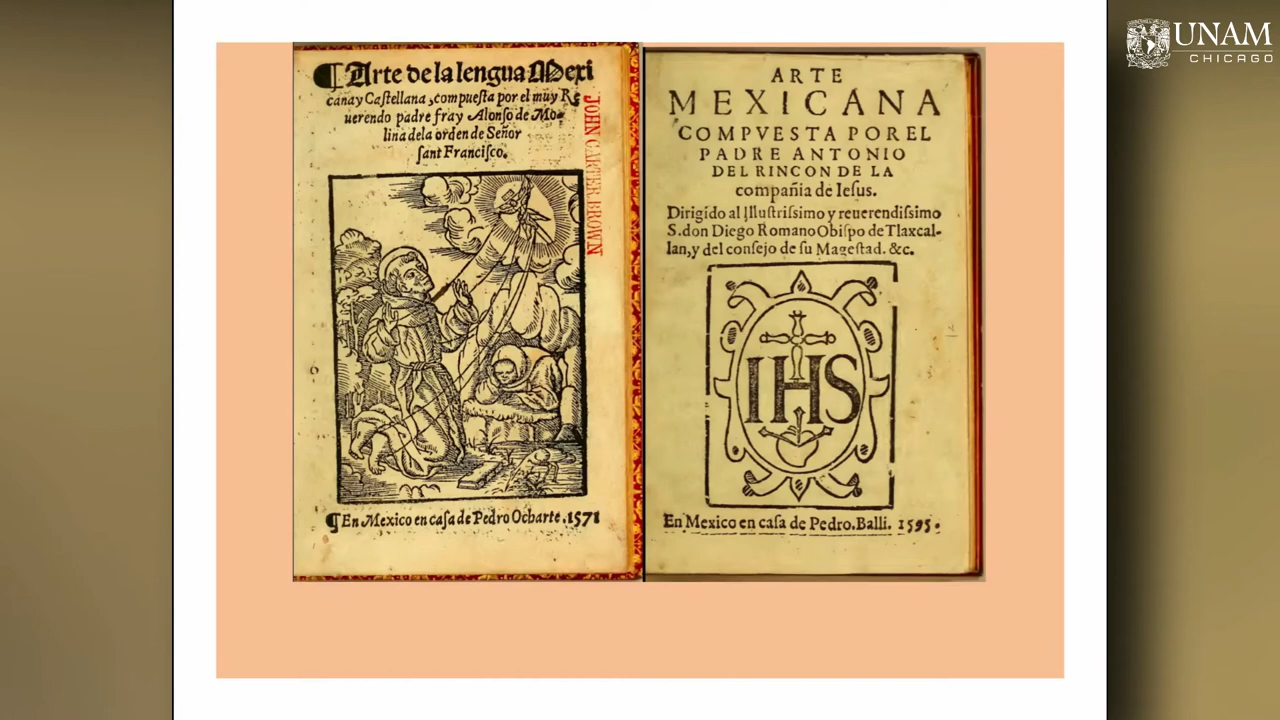 ¶ Arte de la lengua Mexi
cana y Castellana, compuesta por el muy Re
uerendo padre fray Alonso de Mo-
lina dela orden de Señor
sant Francisco.
¶ En Mexico en casa de Pedro Ocharte. 1571
JOHN CARTER BROWN
ARTE
MEXICANA
COMPVESTA POR EL
PADRE ANTONIO
DEL RINCON DE LA
compañia de Iesus.
Dirigido al Illustrissimo y reuerendissimo
S. don Diego Romano Obispo de Tlaxcal-
lan, y del consejo de su Magestad. &c.
IHS
En Mexico en casa de Pedro. Balli. 1595.
UNAM
CHICAGO